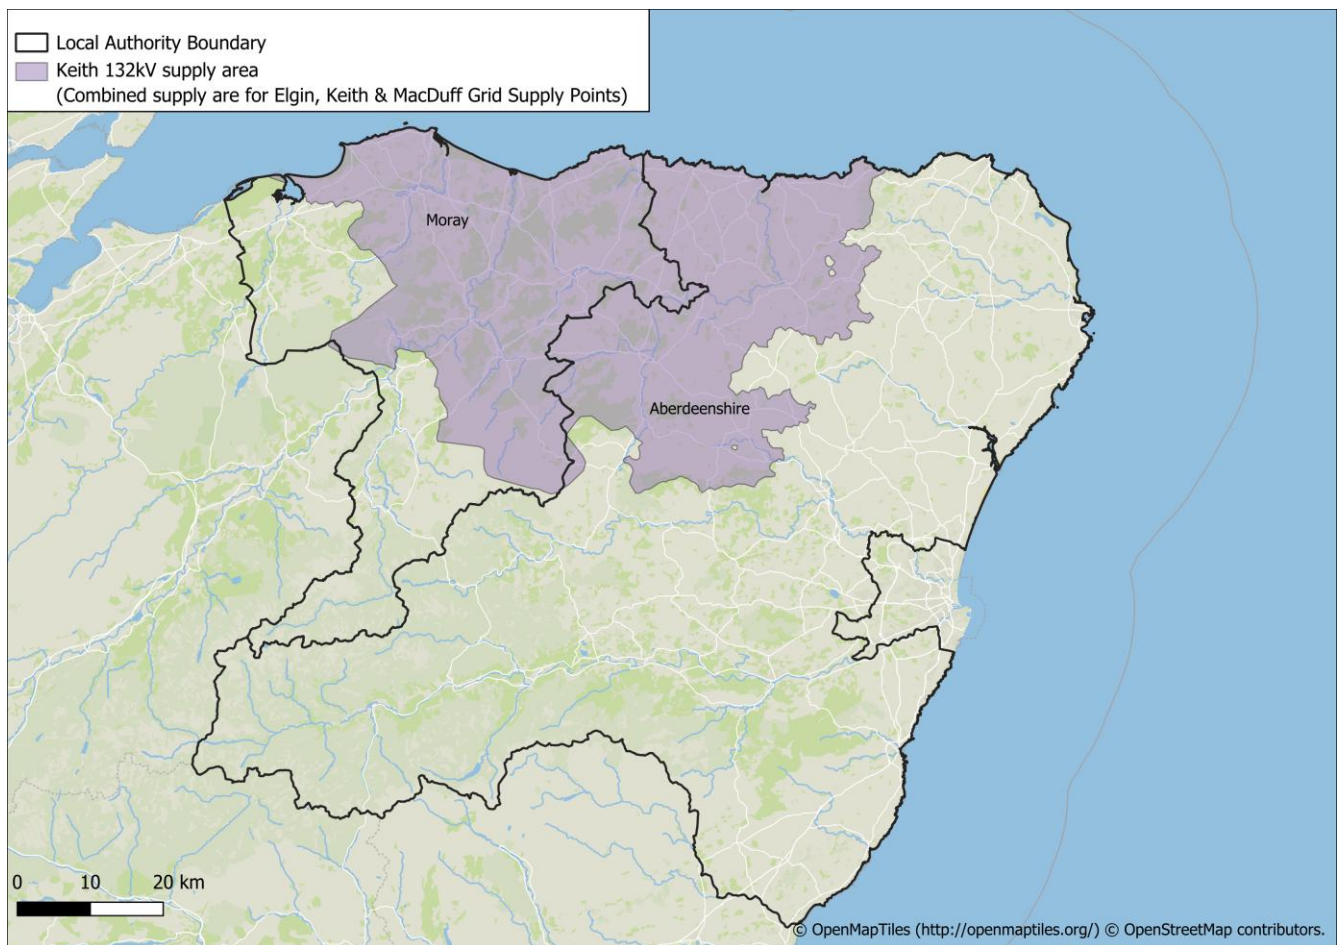 Local Authority Boundary
Keith 132kV supply area
(Combined supply are for Elgin, Keith & MacDuff Grid Supply Points)
Moray
Aberdeenshire
0 10 20 km
© OpenMapTiles (http://openmaptiles.org/) © OpenStreetMap contributors.